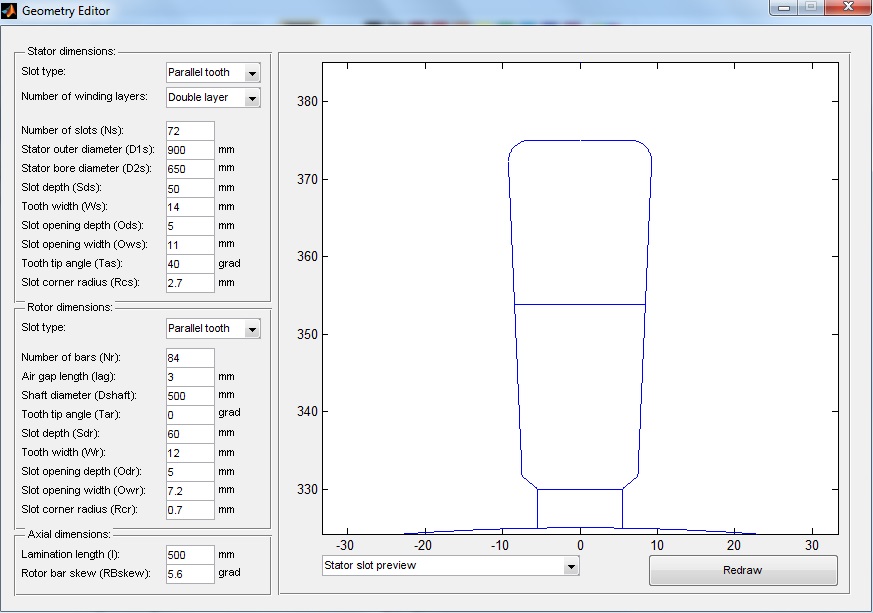 Geometry Editor
Stator dimensions:
Slot type: Parallel tooth
Number of winding layers: Double layer
Number of slots (Ns): 72
Stator outer diameter (D1s): 900 mm
Stator bore diameter (D2s): 650 mm
Slot depth (Sds): 50 mm
Tooth width (Ws): 14 mm
Slot opening depth (Ods): 5 mm
Slot opening width (Ows): 11 mm
Tooth tip angle (Tas): 40 grad
Slot corner radius (Rcs): 2.7 mm
Rotor dimensions:
Slot type: Parallel tooth
Number of bars (Nr): 84
Air gap length (lag): 3 mm
Shaft diameter (Dshaft): 500 mm
Tooth tip angle (Tar): 0 grad
Slot depth (Sdr): 60 mm
Tooth width (Wr): 12 mm
Slot opening depth (Odr): 5 mm
Slot opening width (Owr): 7.2 mm
Slot corner radius (Rcr): 0.7 mm
Axial dimensions:
Lamination length (l): 500 mm
Rotor bar skew (RBskew): 5.6 grad
380
370
360
350
340
330
-30 -20 -10 0 10 20 30
Stator slot preview
Redraw